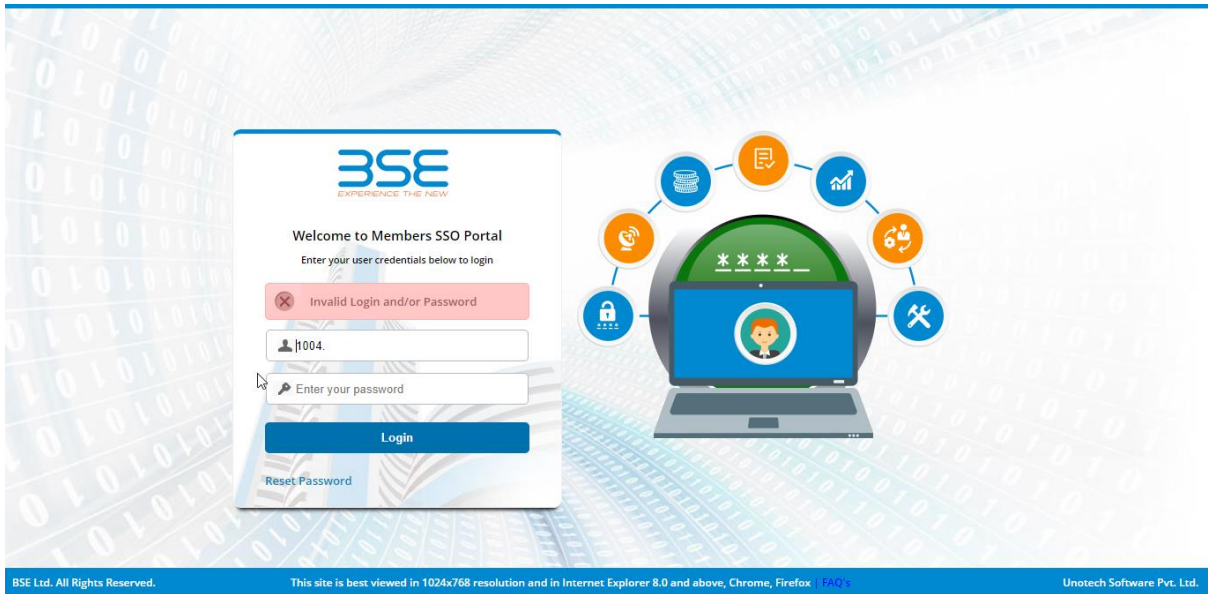 BSE
EXPERIENCE THE NEW
Welcome to Members SSO Portal
Enter your user credentials below to login
Invalid Login and/or Password
1004.
Enter your password
Login
Reset Password
* * * * _
BSE Ltd. All Rights Reserved.
This site is best viewed in 1024x768 resolution and in Internet Explorer 8.0 and above, Chrome, Firefox | FAQ's
Unotech Software Pvt. Ltd.